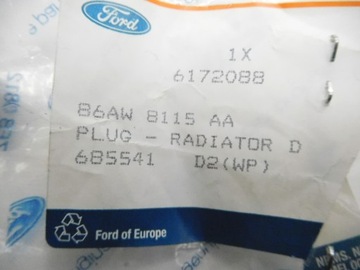 Ford
1X
6172088
86AW 8115 AA
PLUG - RADIATOR D
685541 D2(WP)
Ford of Europe